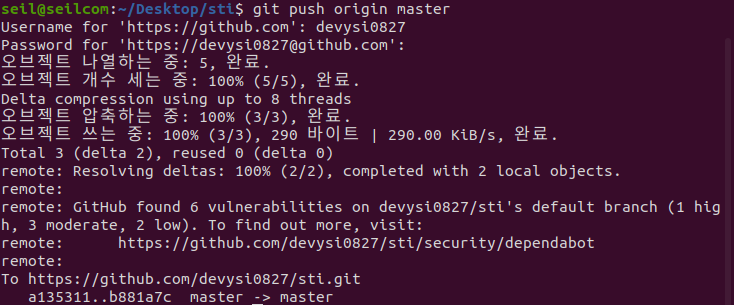 seil@seilcom:~/Desktop/sti$ git push origin master
Username for 'https://github.com': devysi0827
Password for 'https://devysi0827@github.com':
오브젝트 나열하는 중: 5, 완료.
오브젝트 개수 세는 중: 100% (5/5), 완료.
Delta compression using up to 8 threads
오브젝트 압축하는 중: 100% (3/3), 완료.
오브젝트 쓰는 중: 100% (3/3), 290 바이트 | 290.00 KiB/s, 완료.
Total 3 (delta 2), reused 0 (delta 0)
remote: Resolving deltas: 100% (2/2), completed with 2 local objects.
remote:
remote: GitHub found 6 vulnerabilities on devysi0827/sti's default branch (1 hig
h, 3 moderate, 2 low). To find out more, visit:
remote:      https://github.com/devysi0827/sti/security/dependabot
remote:
To https://github.com/devysi0827/sti.git
   a135311..b881a7c  master -> master